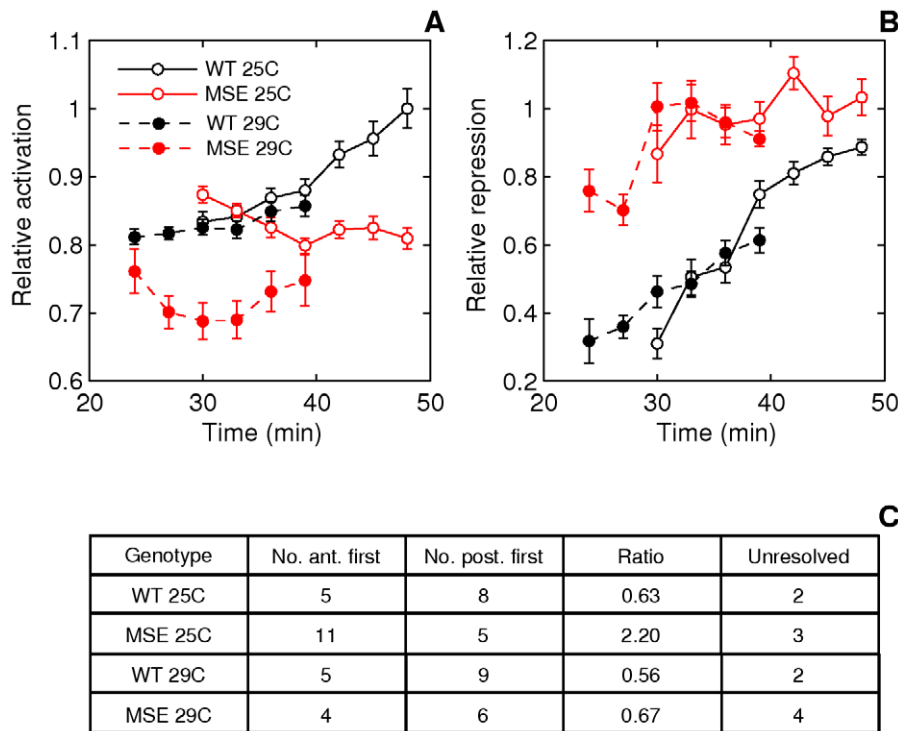 A
1.1
1
0.9
0.8
0.7
0.6
Relative activation
WT 25C
MSE 25C
WT 29C
MSE 29C
20 30 40 50
Time (min)
B
1.2
1
0.8
0.6
0.4
0.2
Relative repression
20 30 40 50
Time (min)
C
Genotype No. ant. first No. post. first Ratio Unresolved
WT 25C 5 8 0.63 2
MSE 25C 11 5 2.20 3
WT 29C 5 9 0.56 2
MSE 29C 4 6 0.67 4